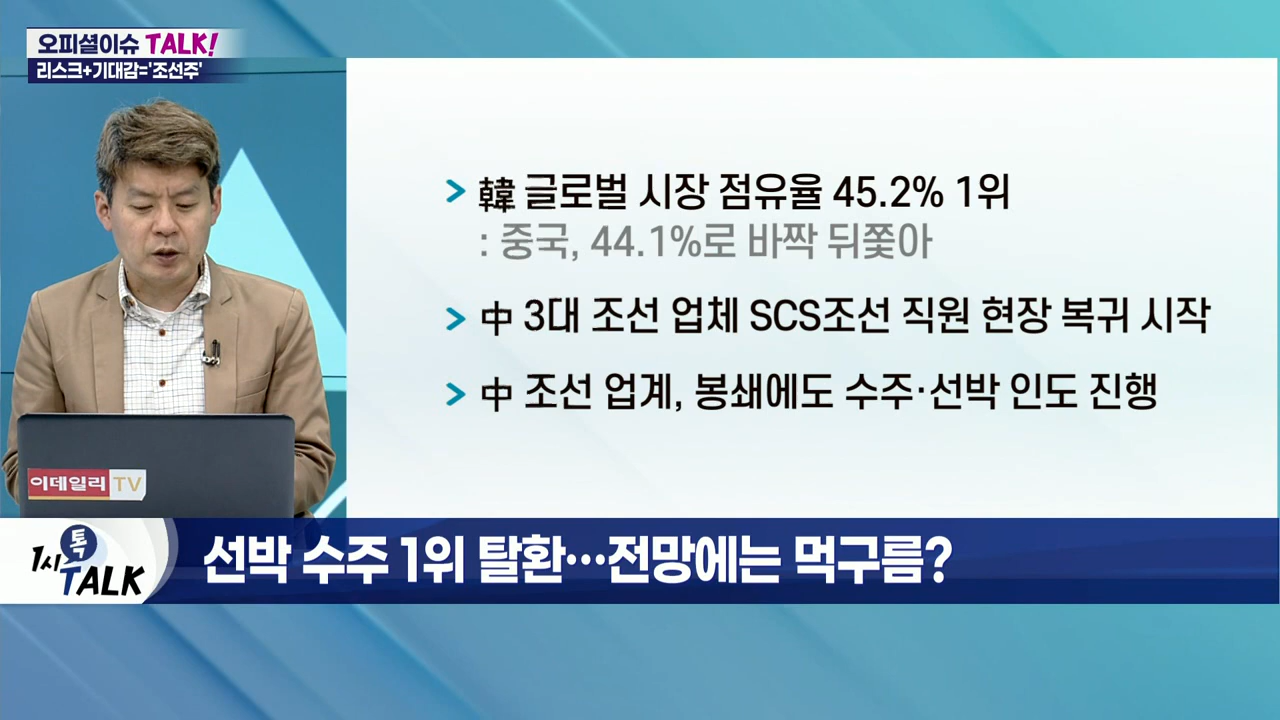 오피셜이슈 TALK!
리스크+기대감='조선주'
> 韓 글로벌 시장 점유율 45.2% 1위
: 중국, 44.1%로 바짝 뒤쫓아
> 中 3대 조선 업체 SCS조선 직원 현장 복귀 시작
> 中 조선 업계, 봉쇄에도 수주·선박 인도 진행
이데일리 TV
1시 톡 TALK
선박 수주 1위 탈환…전망에는 먹구름?